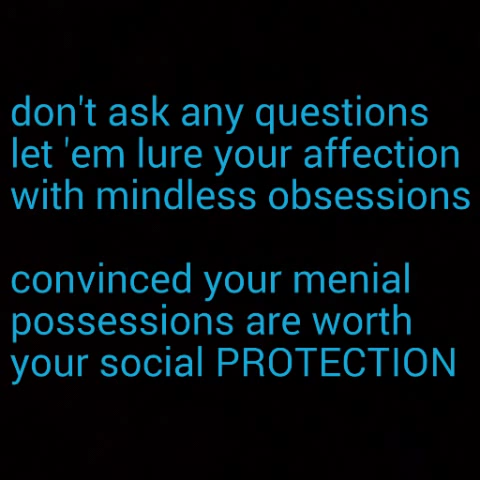 don't ask any questions
let 'em lure your affection
with mindless obsessions
convinced your menial
possessions are worth
your social PROTECTION